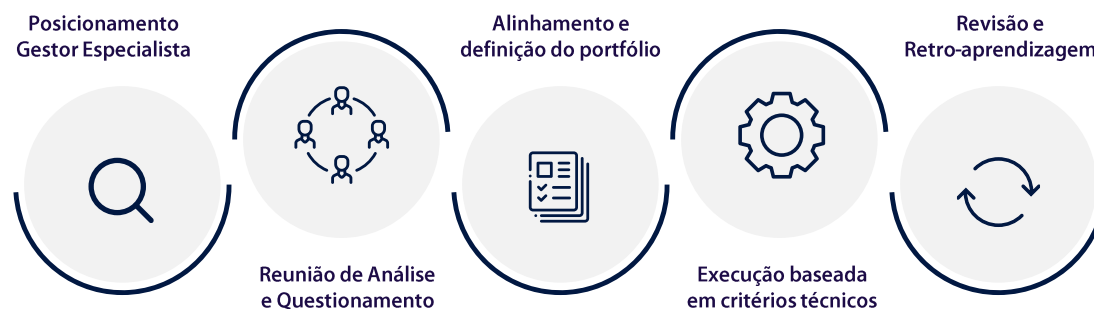 Posicionamento
Gestor Especialista
Reunião de Análise
e Questionamento
Alinhamento e
definição do portfólio
Execução baseada
em critérios técnicos
Revisão e
Retro-aprendizagem